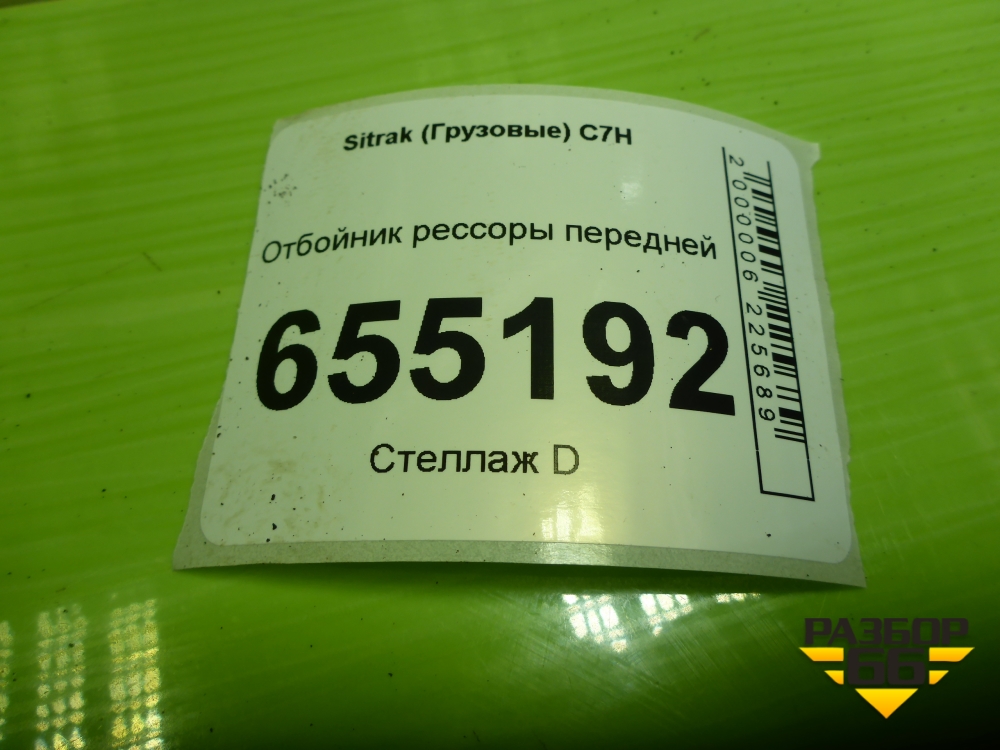 Sitrak (Грузовые) C7H
Отбойник рессоры передней
655192
Стеллаж D
2000006225689
РАЗБОР
66